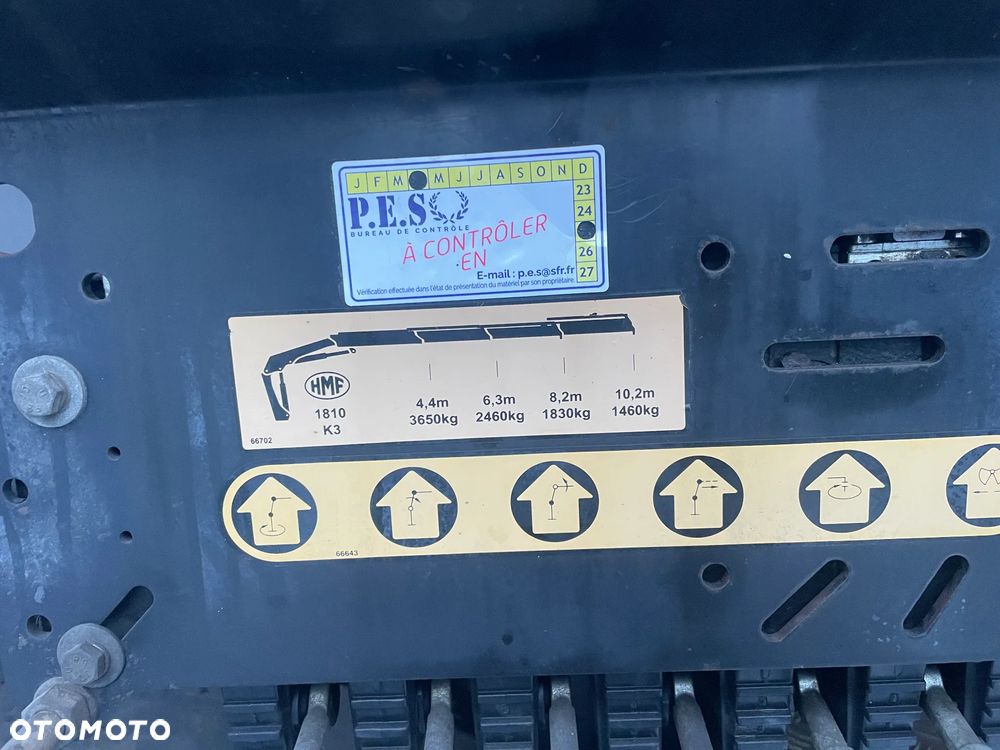 J F M M J J A S O N D
23
24
26
27
P.E.S
BUREAU DE CONTRÔLE
À CONTRÔLER
EN
E-mail : p.e.s@sfr.fr
Vérification effectuée dans l'état de présentation du matériel par son propriétaire.
HMF
1810
K3
4,4m 6,3m 8,2m 10,2m
3650kg 2460kg 1830kg 1460kg
66702
66643
OTOMOTO